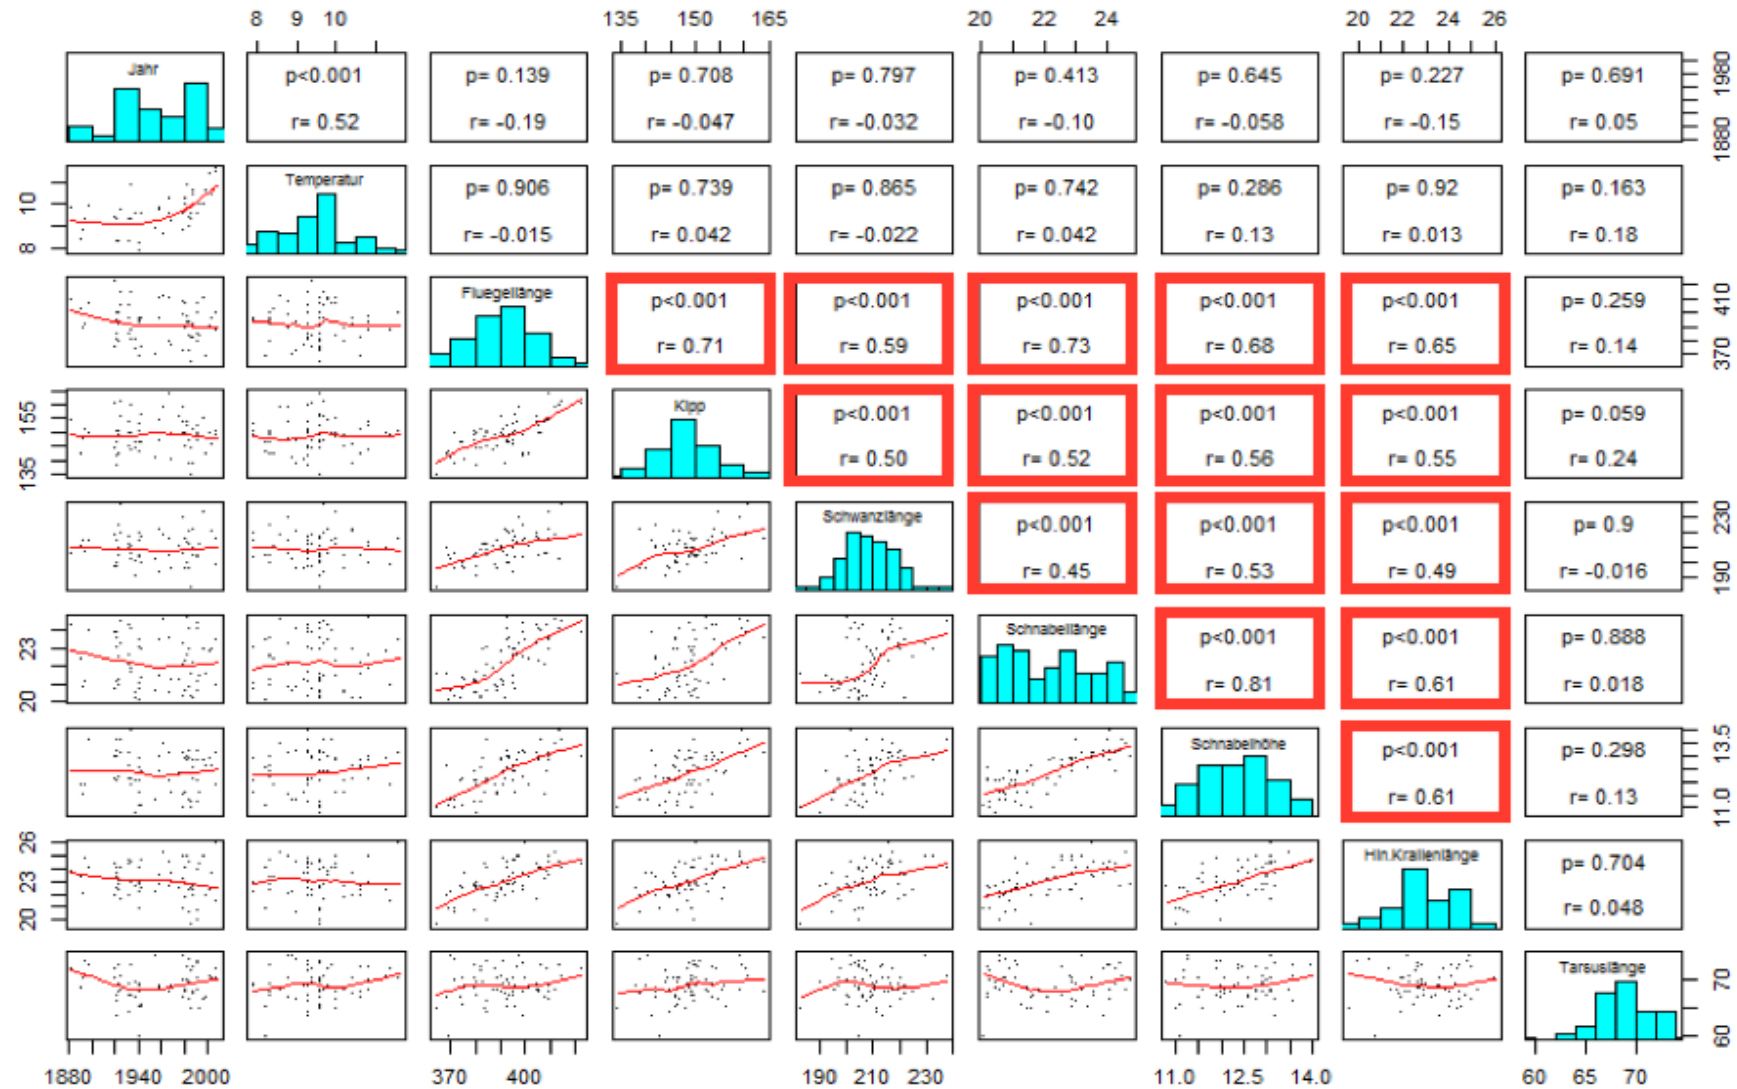 8 9 10 135 150 165 20 22 24 20 22 24 26
Jahr p<0.001 p= 0.139 p= 0.708 p= 0.797 p= 0.413 p= 0.645 p= 0.227 p= 0.691 1880 1980
r= 0.52 r= -0.19 r= -0.047 r= -0.032 r= -0.10 r= -0.058 r= -0.15 r= 0.05
8 10 Temperatur p= 0.906 p= 0.739 p= 0.865 p= 0.742 p= 0.286 p= 0.92 p= 0.163
r= -0.015 r= 0.042 r= -0.022 r= 0.042 r= 0.13 r= 0.013 r= 0.18
Fluegellänge p<0.001 p<0.001 p<0.001 p<0.001 p<0.001 p= 0.259 370 410
r= 0.71 r= 0.59 r= 0.73 r= 0.68 r= 0.65 r= 0.14
135 155 Kipp p<0.001 p<0.001 p<0.001 p<0.001 p= 0.059
r= 0.50 r= 0.52 r= 0.56 r= 0.55 r= 0.24
Schwanzlänge p<0.001 p<0.001 p<0.001 p= 0.9 190 230
r= 0.45 r= 0.53 r= 0.49 r= -0.016
20 23 Schnabellänge p<0.001 p<0.001 p= 0.888
r= 0.81 r= 0.61 r= 0.018
Schnabelhöhe p<0.001 p= 0.298 11.0 13.5
r= 0.61 r= 0.13
20 23 26 Hin.Krallenlänge p= 0.704
r= 0.048
Tarsuslänge 60 70
1880 1940 2000 370 400 190 210 230 11.0 12.5 14.0 60 65 70